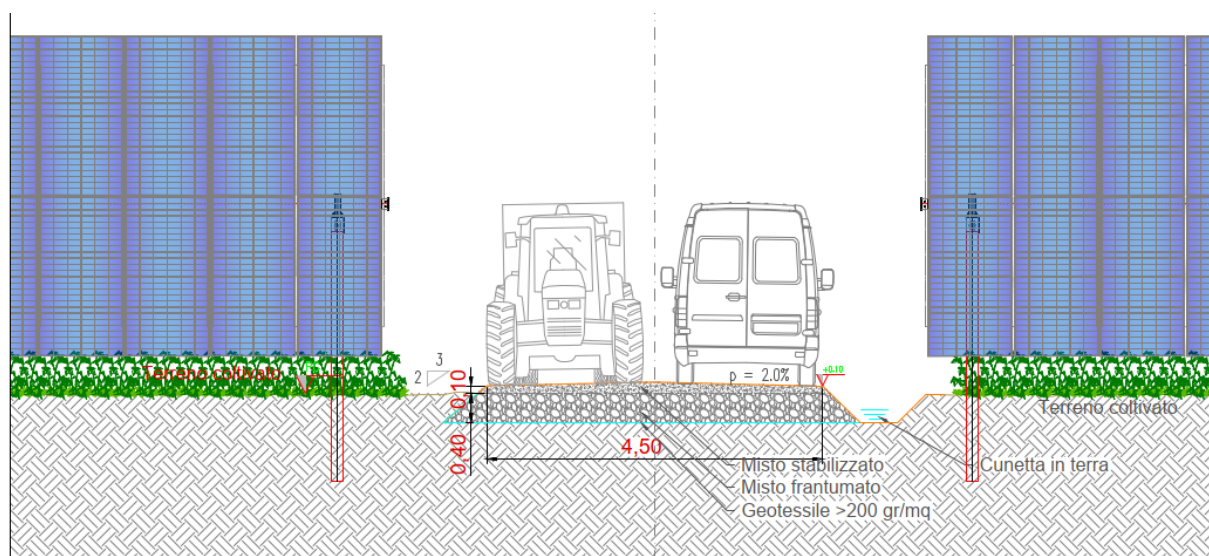 Terreno coltivato
3
2
0,10
p = 2.0%
+0.10
Terreno coltivato
0,40
4,50
Misto stabilizzato
Cunetta in terra
Misto frantumato
Geotessile >200 gr/mq